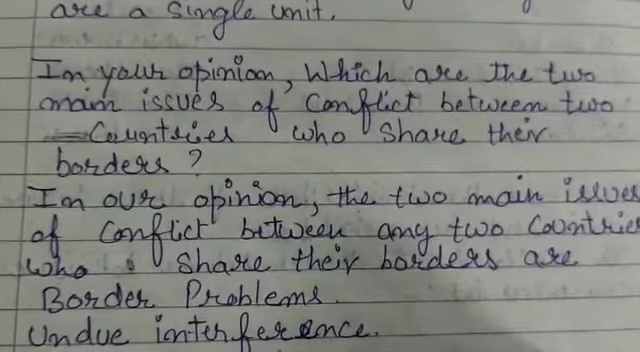 are a single unit.
In your opinion, Which are the two
main issues of conflict between two
Countries who share their
borders ?
In our opinion, the two main issues
of conflict between any two Countries
who share their borders are
Border Problems.
Undue interference.